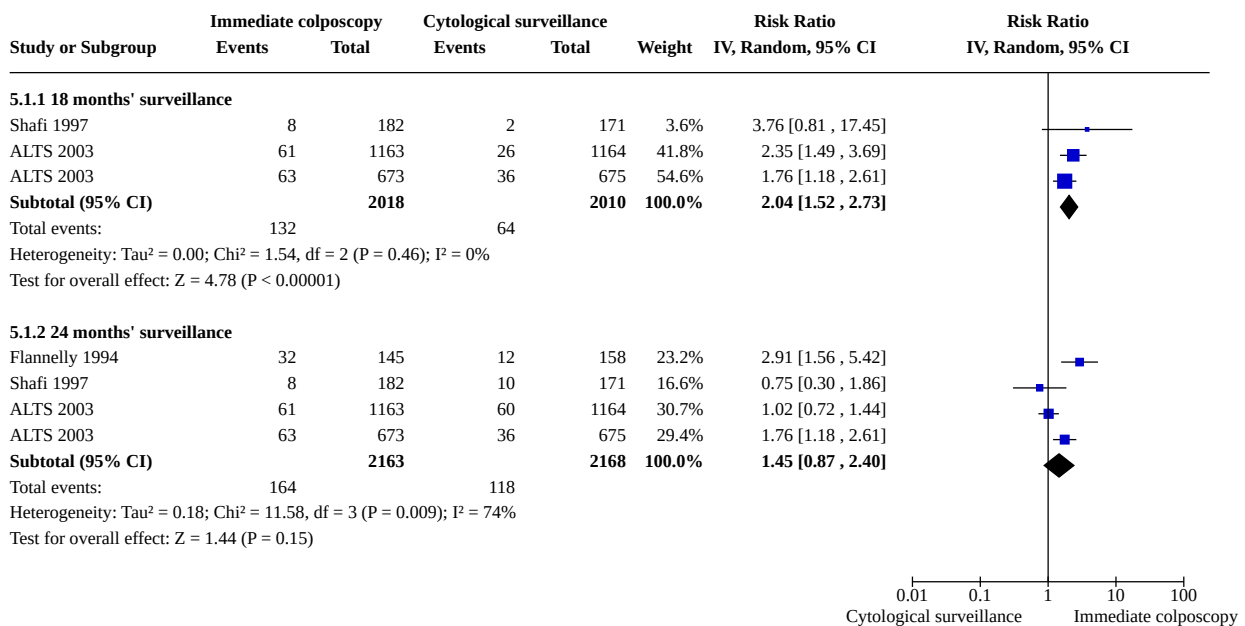 Immediate colposcopy Cytological surveillance Risk Ratio Risk Ratio
Study or Subgroup Events Total Events Total Weight IV, Random, 95% CI IV, Random, 95% CI
5.1.1 18 months' surveillance
Shafi 1997 8 182 2 171 3.6% 3.76 [0.81 , 17.45]
ALTS 2003 61 1163 26 1164 41.8% 2.35 [1.49 , 3.69]
ALTS 2003 63 673 36 675 54.6% 1.76 [1.18 , 2.61]
Subtotal (95% CI) 2018 2010 100.0% 2.04 [1.52 , 2.73]
Total events: 132 64
Heterogeneity: Tau² = 0.00; Chi² = 1.54, df = 2 (P = 0.46); I² = 0%
Test for overall effect: Z = 4.78 (P < 0.00001)
5.1.2 24 months' surveillance
Flannelly 1994 32 145 12 158 23.2% 2.91 [1.56 , 5.42]
Shafi 1997 8 182 10 171 16.6% 0.75 [0.30 , 1.86]
ALTS 2003 61 1163 60 1164 30.7% 1.02 [0.72 , 1.44]
ALTS 2003 63 673 36 675 29.4% 1.76 [1.18 , 2.61]
Subtotal (95% CI) 2163 2168 100.0% 1.45 [0.87 , 2.40]
Total events: 164 118
Heterogeneity: Tau² = 0.18; Chi² = 11.58, df = 3 (P = 0.009); I² = 74%
Test for overall effect: Z = 1.44 (P = 0.15)
0.01 0.1 1 10 100
Cytological surveillance Immediate colposcopy